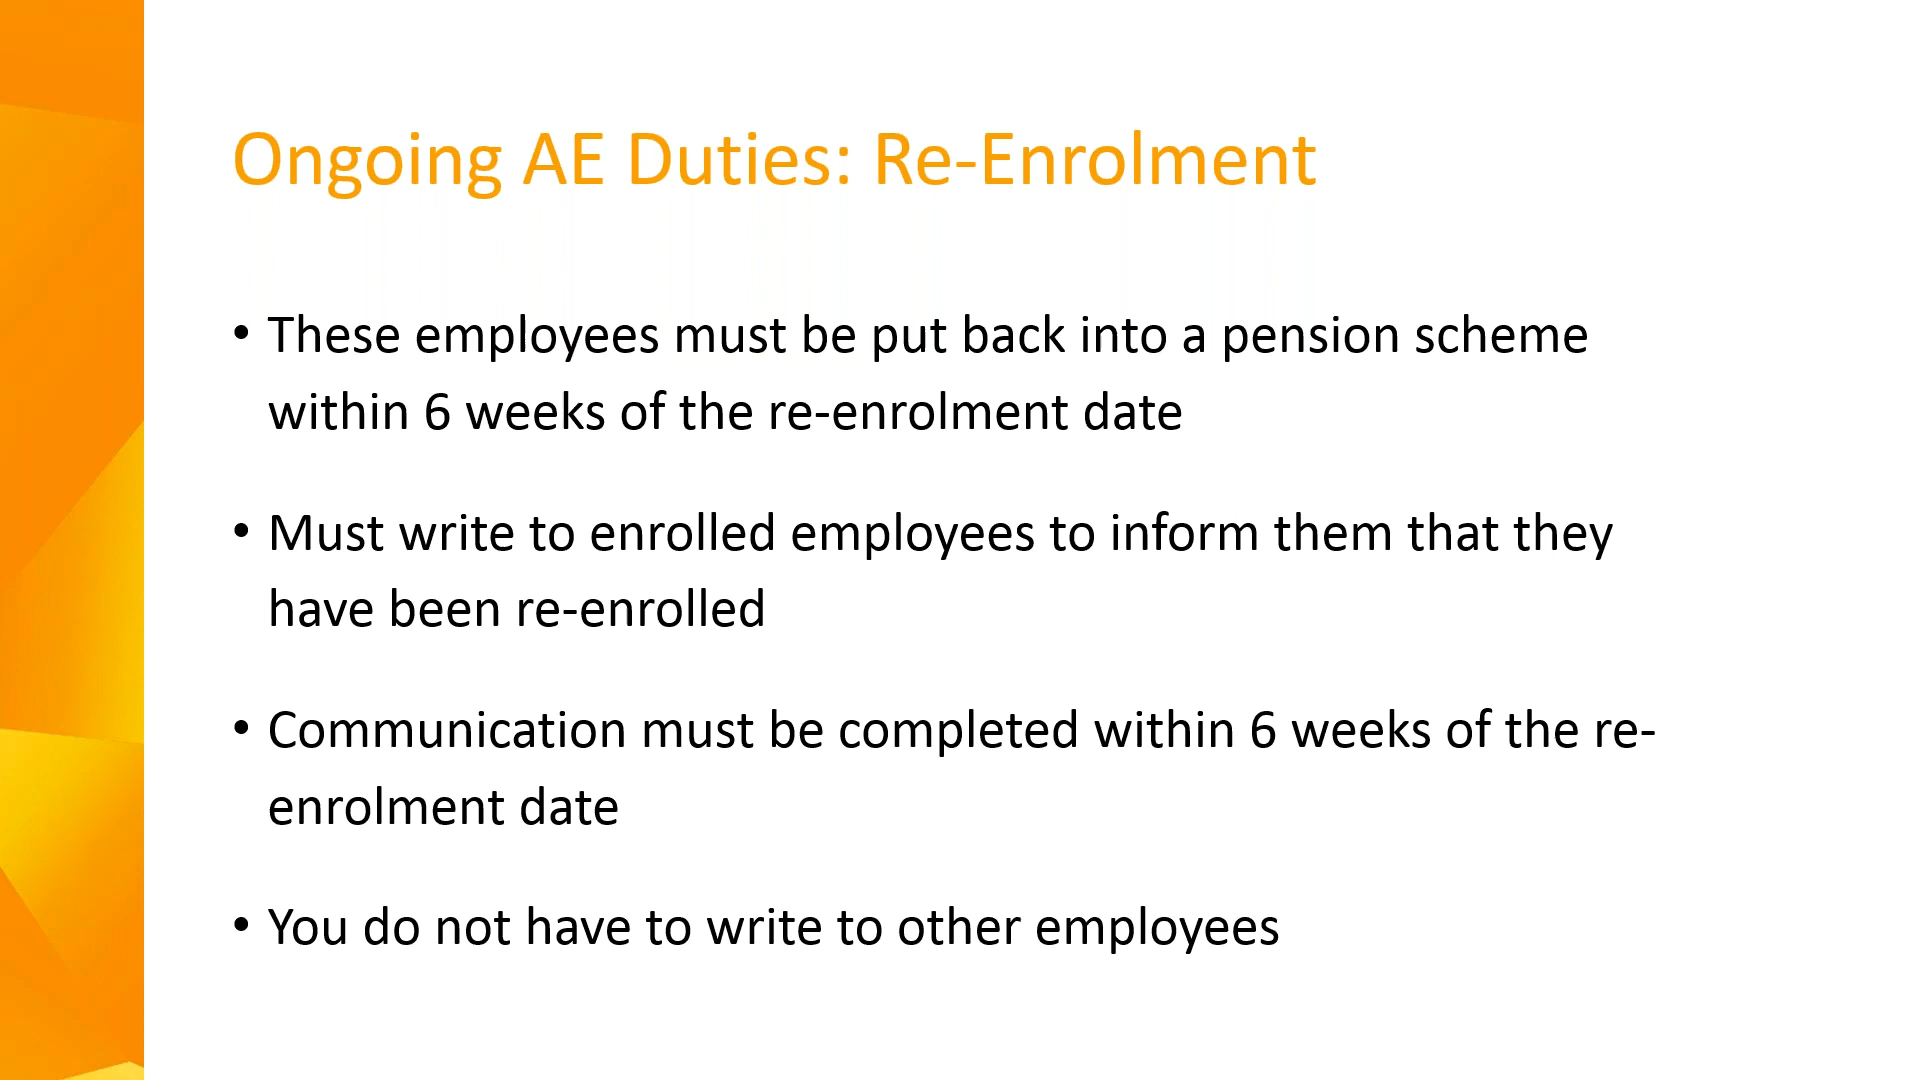 Ongoing AE Duties: Re-Enrolment
• These employees must be put back into a pension scheme
within 6 weeks of the re-enrolment date
• Must write to enrolled employees to inform them that they
have been re-enrolled
• Communication must be completed within 6 weeks of the re-
enrolment date
• You do not have to write to other employees